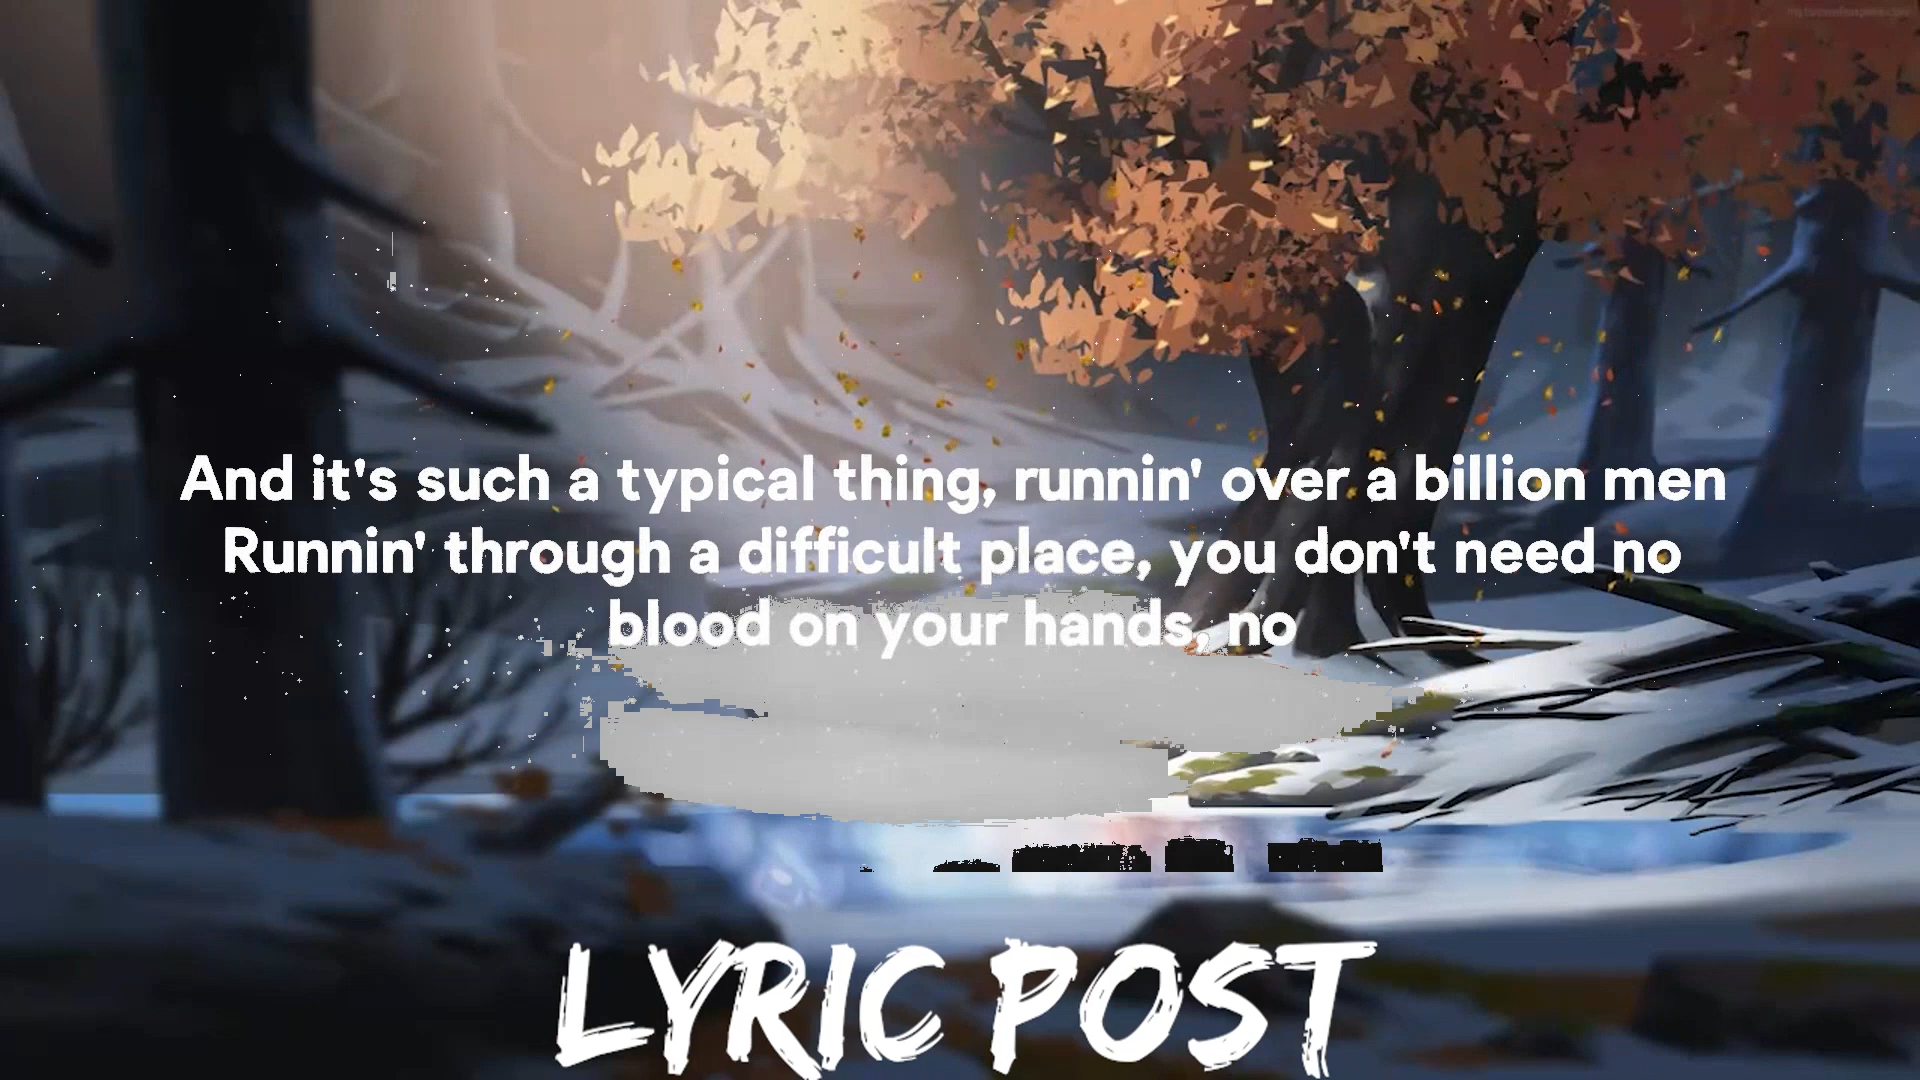 And it's such a typical thing, runnin' over a billion men
Runnin' through a difficult place, you don't need no
blood on your hands, no
LYRIC POST